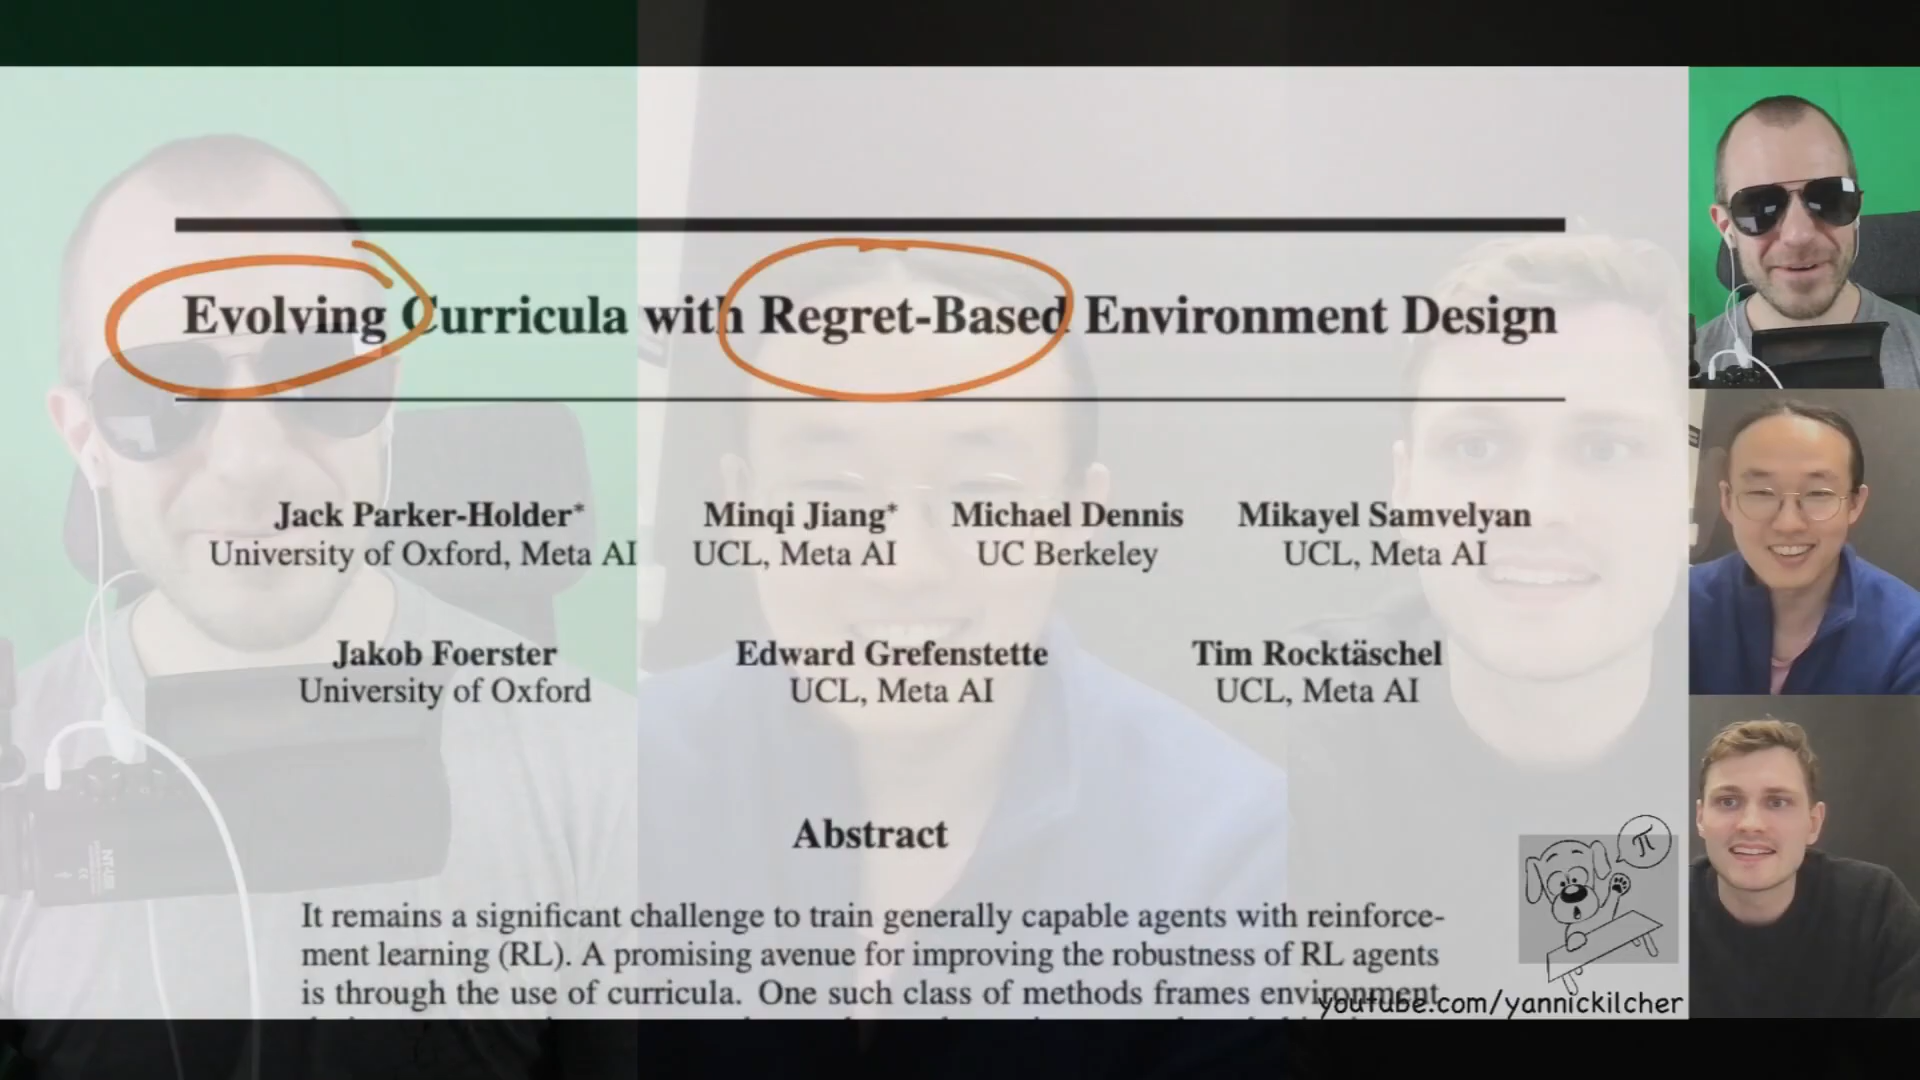 Evolving Curricula with Regret-Based Environment Design
Jack Parker-Holder* Minqi Jiang* Michael Dennis Mikayel Samvelyan
University of Oxford, Meta AI UCL, Meta AI UC Berkeley UCL, Meta AI
Jakob Foerster Edward Grefenstette Tim Rocktäschel
University of Oxford UCL, Meta AI UCL, Meta AI
Abstract
It remains a significant challenge to train generally capable agents with reinforce-
ment learning (RL). A promising avenue for improving the robustness of RL agents
is through the use of curricula. One such class of methods frames environment
π
youtube.com/yannickilcher